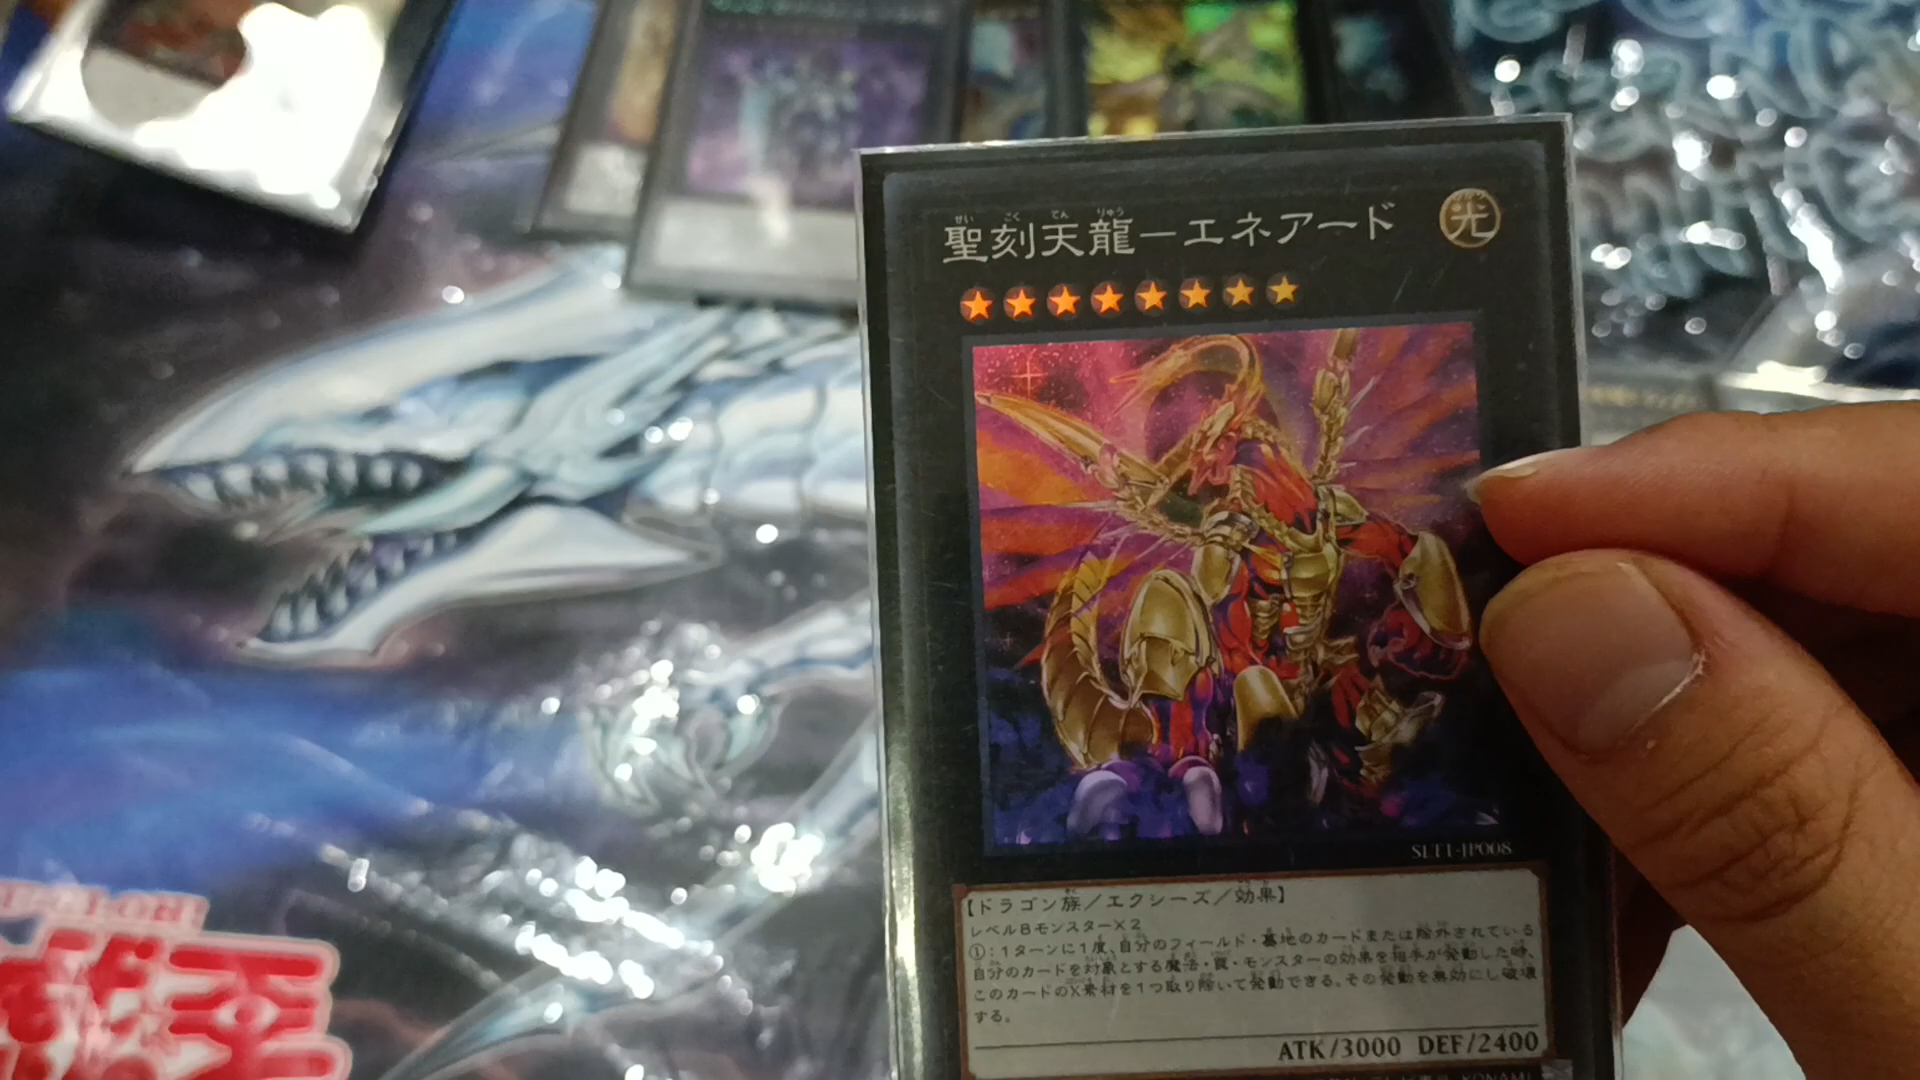 聖刻天龍－エネアード
せい こく てん りゅう
光
SLT1-JP008
【ドラゴン族／エクシーズ／効果】
レベル8モンスター×2
①：1ターンに1度、自分のフィールド・墓地のカードまたは除外されている
自分のカードを対象とする魔法・罠・モンスターの効果を相手が発動した時、
このカードのX素材を1つ取り除いて発動できる。その発動を無効にし破壊
する。
ATK/3000 DEF/2400
KONAMI